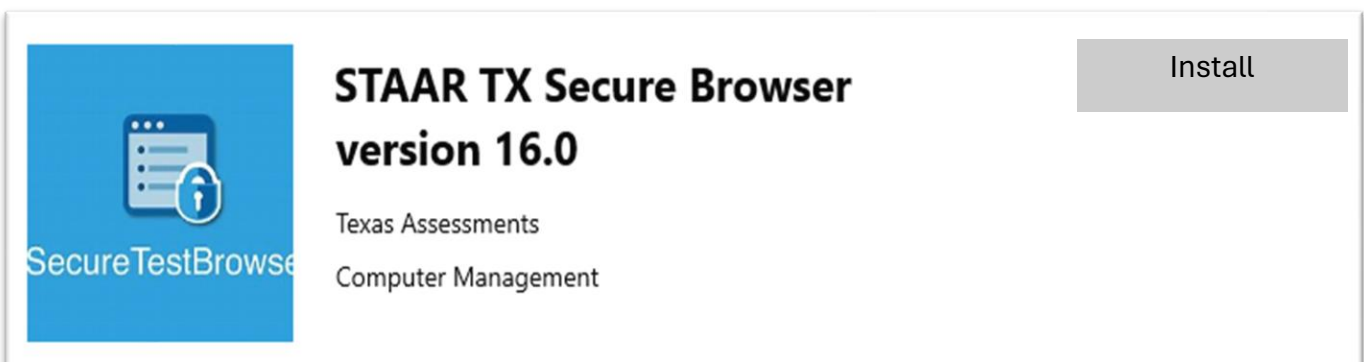 SecureTestBrowse
STAAR TX Secure Browser
version 16.0
Texas Assessments
Computer Management
Install